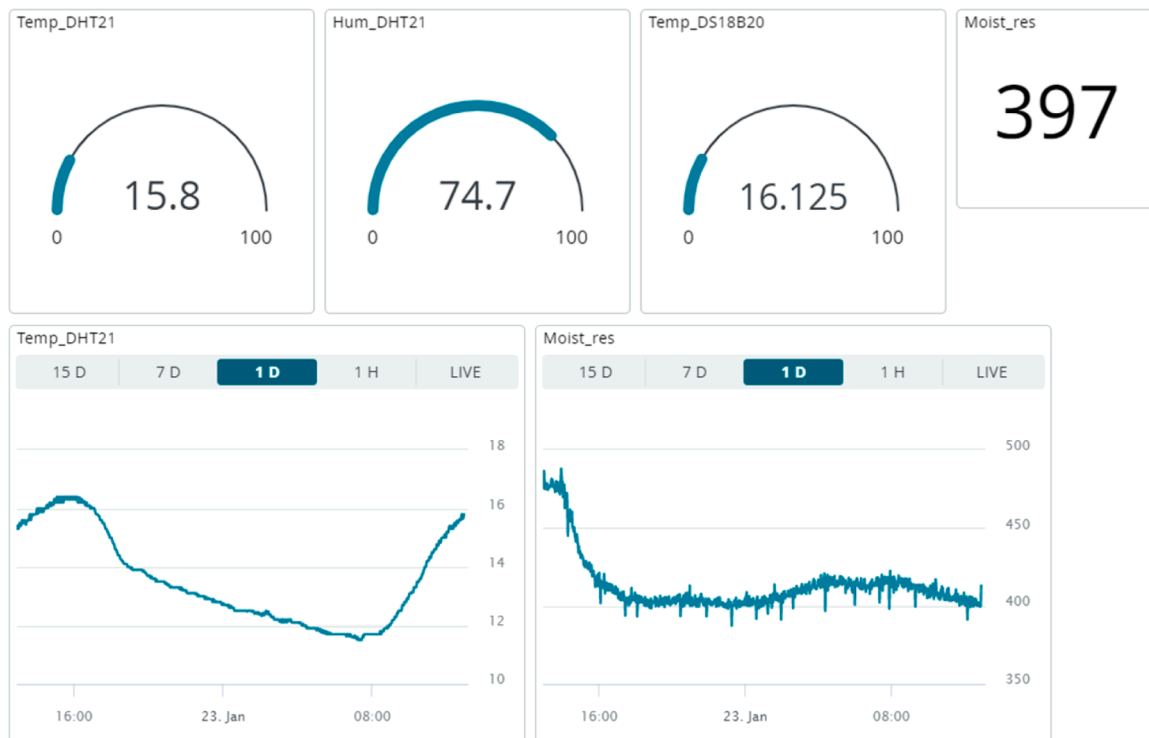 Temp_DHT21
15.8
0 100
Hum_DHT21
74.7
0 100
Temp_DS18B20
16.125
0 100
Moist_res
397
Temp_DHT21
15 D 7 D 1 D 1 H LIVE
18
16
14
12
10
16:00 23. Jan 08:00
Moist_res
15 D 7 D 1 D 1 H LIVE
500
450
400
350
16:00 23. Jan 08:00